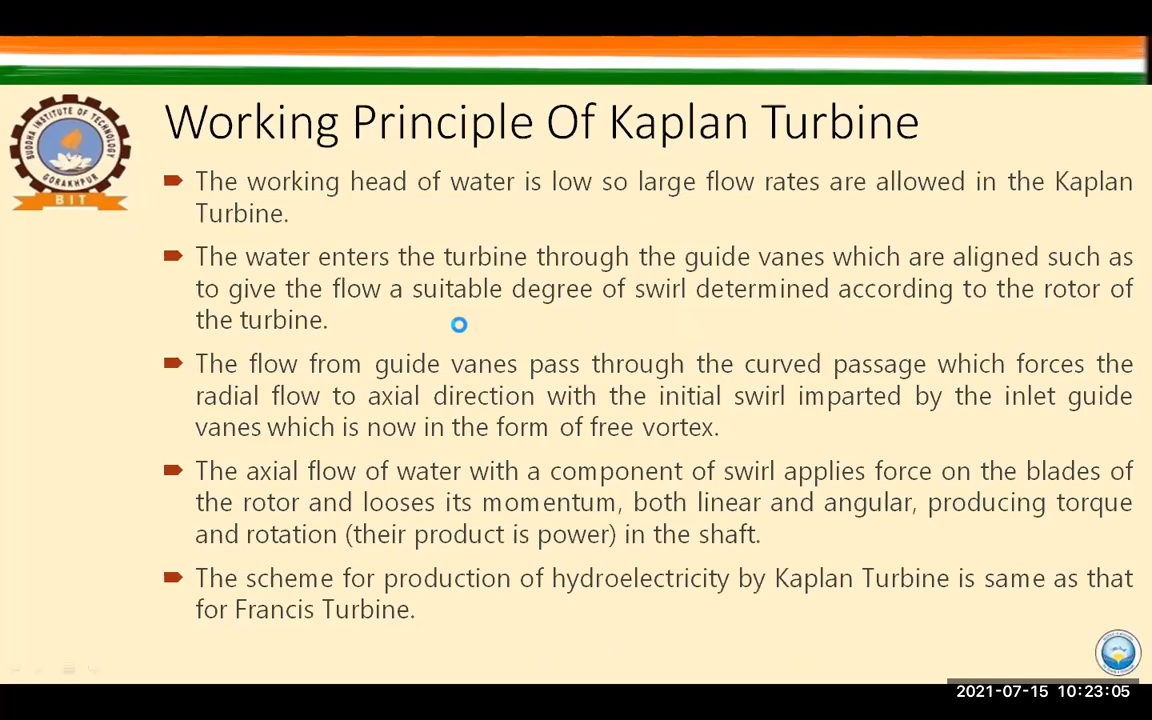 Working Principle Of Kaplan Turbine
BUDDHA INSTITUTE OF TECHNOLOGY
GORAKHPUR
BIT
The working head of water is low so large flow rates are allowed in the Kaplan
Turbine.
The water enters the turbine through the guide vanes which are aligned such as
to give the flow a suitable degree of swirl determined according to the rotor of
the turbine.
The flow from guide vanes pass through the curved passage which forces the
radial flow to axial direction with the initial swirl imparted by the inlet guide
vanes which is now in the form of free vortex.
The axial flow of water with a component of swirl applies force on the blades of
the rotor and looses its momentum, both linear and angular, producing torque
and rotation (their product is power) in the shaft.
The scheme for production of hydroelectricity by Kaplan Turbine is same as that
for Francis Turbine.
2021-07-15 10:23:05